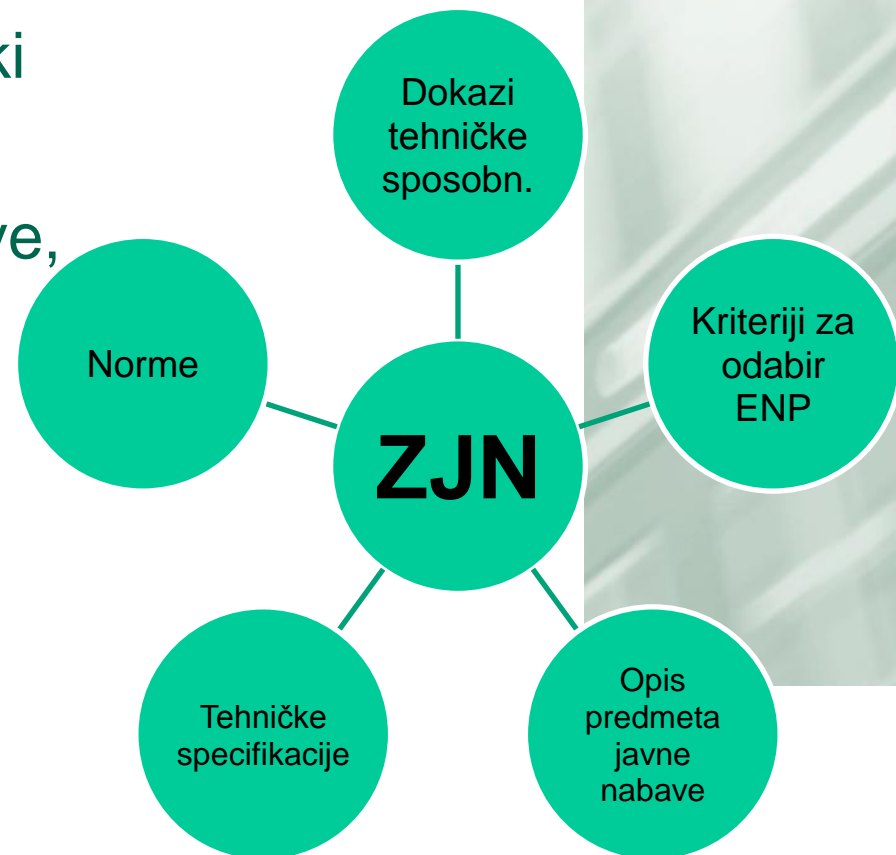 ki
ve,
Dokazi
tehničke
sposobn.
Kriteriji za
odabir
ENP
Norme
ZJN
Tehničke
specifikacije
Opis
predmeta
javne
nabave